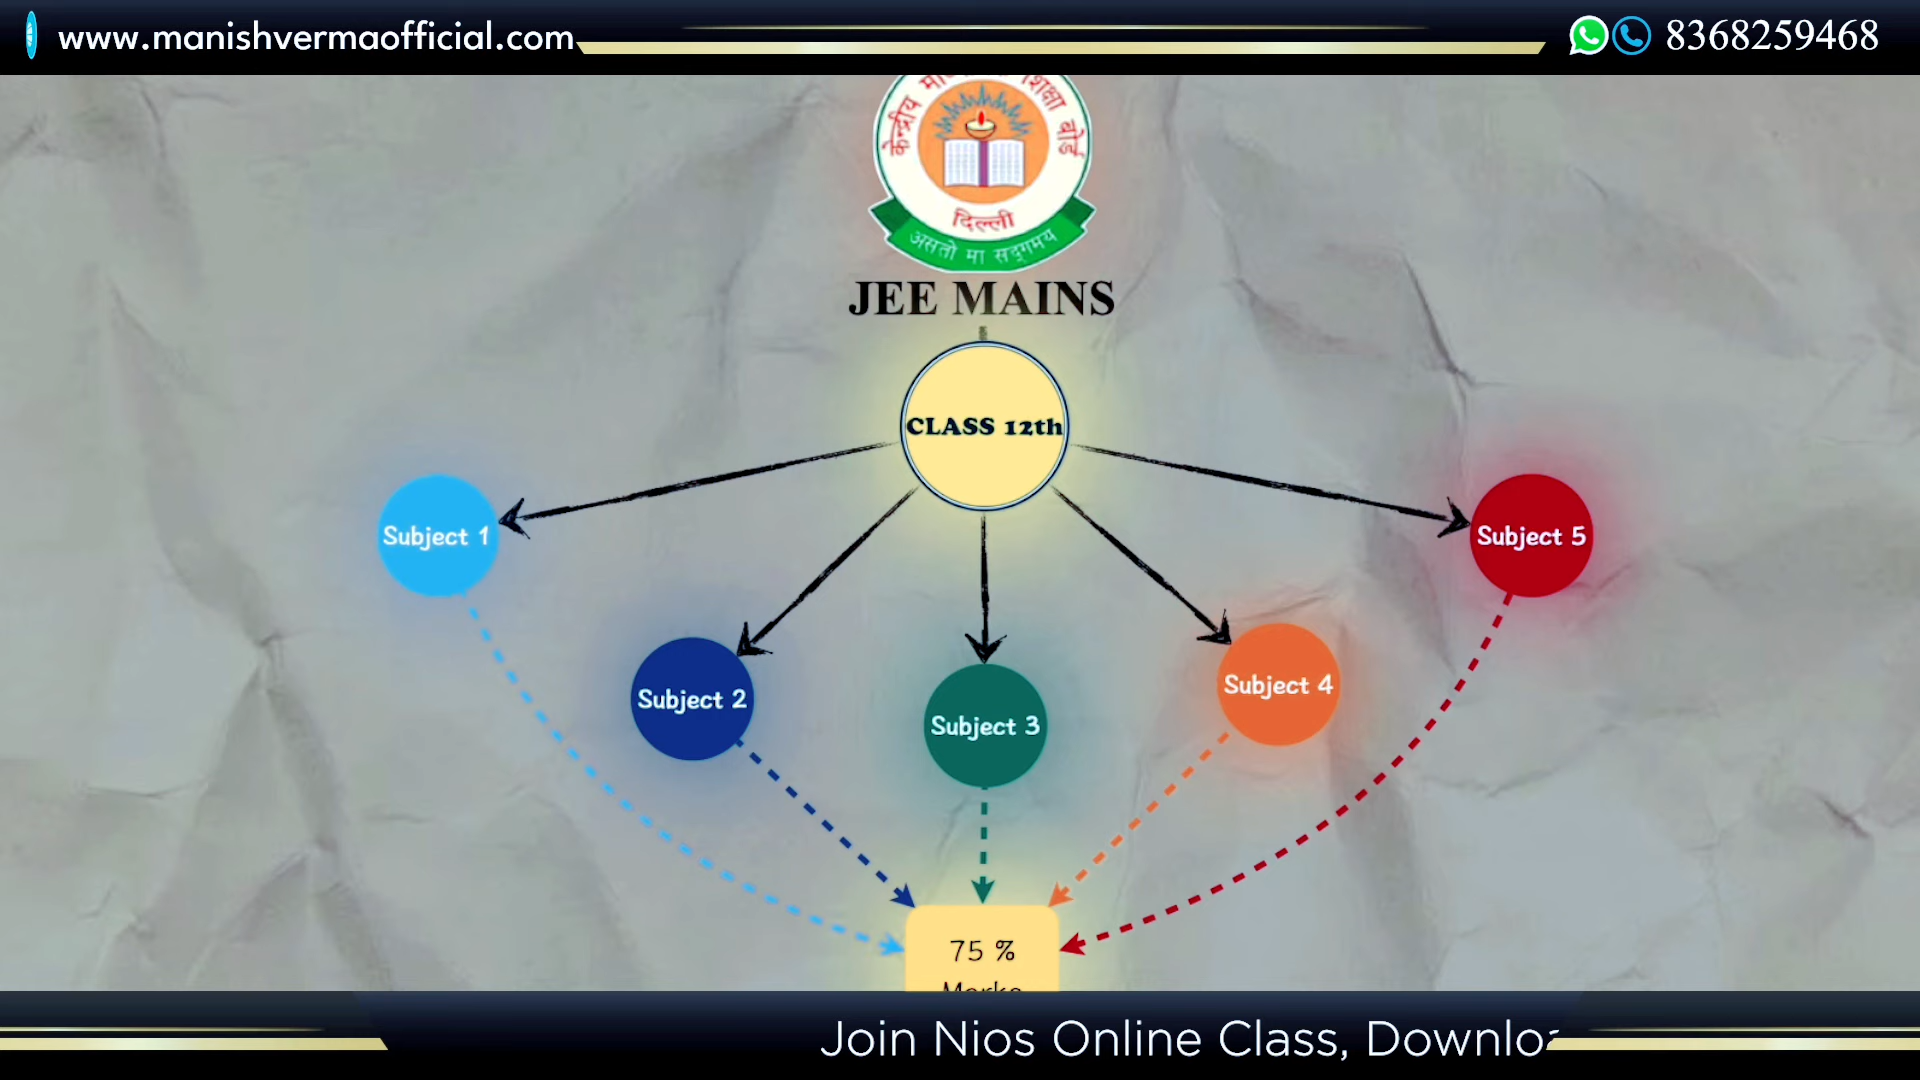 www.manishvermaofficial.com
8368259468
केन्द्रीय शिक्षा बोर्ड
दिल्ली
असतो मा सद्गमय
JEE MAINS
CLASS 12th
Subject 1
Subject 5
Subject 2
Subject 3
Subject 4
75 %
Marks
Join Nios Online Class, Downlo